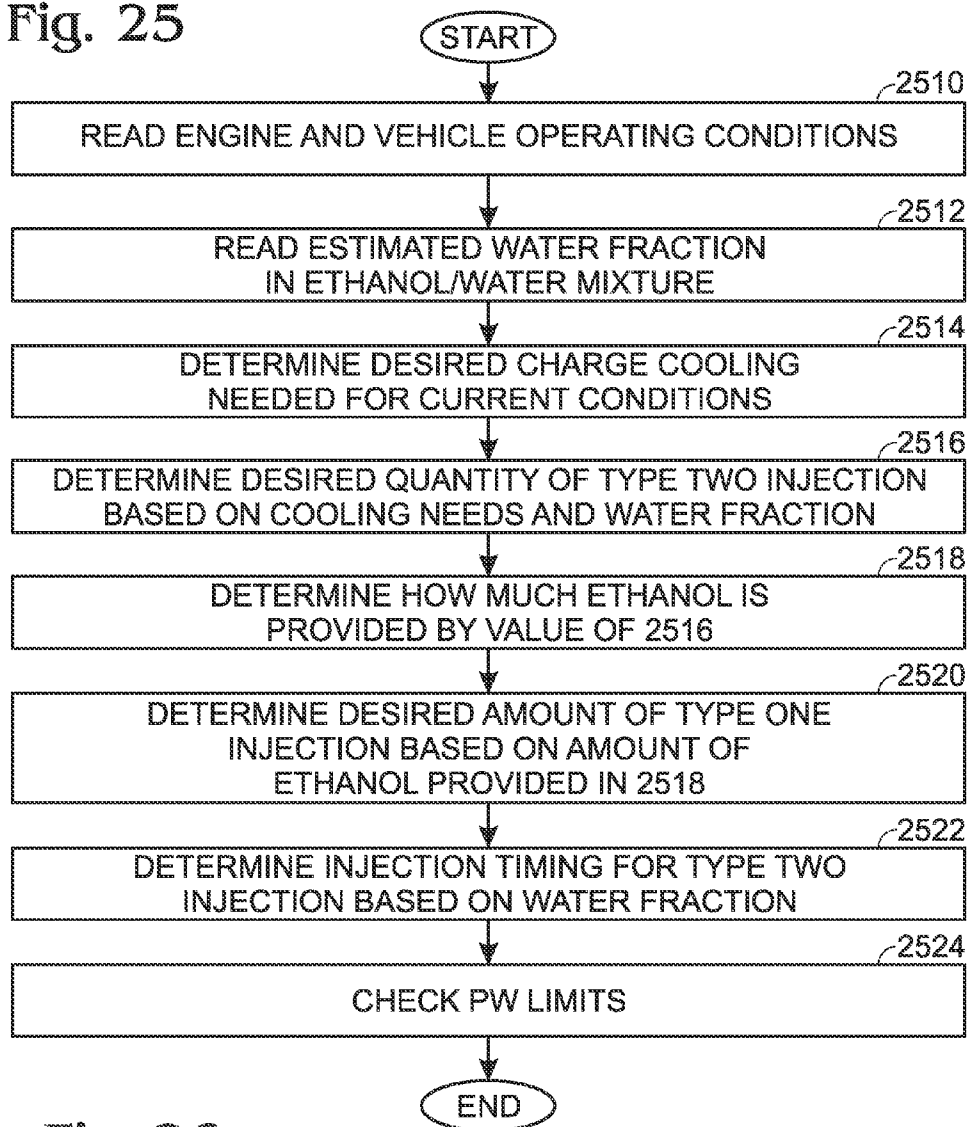 Fig. 25
START
2510
READ ENGINE AND VEHICLE OPERATING CONDITIONS
2512
READ ESTIMATED WATER FRACTION
IN ETHANOL/WATER MIXTURE
2514
DETERMINE DESIRED CHARGE COOLING
NEEDED FOR CURRENT CONDITIONS
2516
DETERMINE DESIRED QUANTITY OF TYPE TWO INJECTION
BASED ON COOLING NEEDS AND WATER FRACTION
2518
DETERMINE HOW MUCH ETHANOL IS
PROVIDED BY VALUE OF 2516
2520
DETERMINE DESIRED AMOUNT OF TYPE ONE
INJECTION BASED ON AMOUNT OF
ETHANOL PROVIDED IN 2518
2522
DETERMINE INJECTION TIMING FOR TYPE TWO
INJECTION BASED ON WATER FRACTION
2524
CHECK PW LIMITS
END